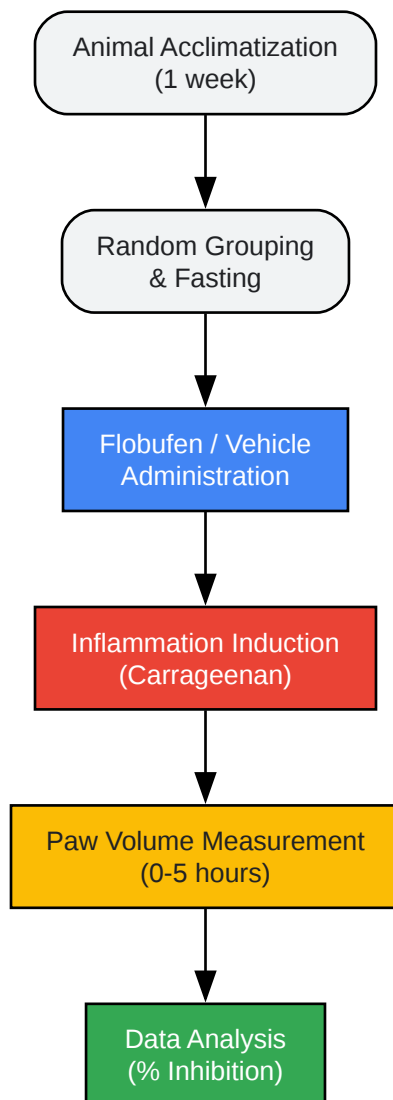 Animal Acclimatization
(1 week)
Random Grouping
& Fasting
Flobufen / Vehicle
Administration
Inflammation Induction
(Carrageenan)
Paw Volume Measurement
(0-5 hours)
Data Analysis
(% Inhibition)